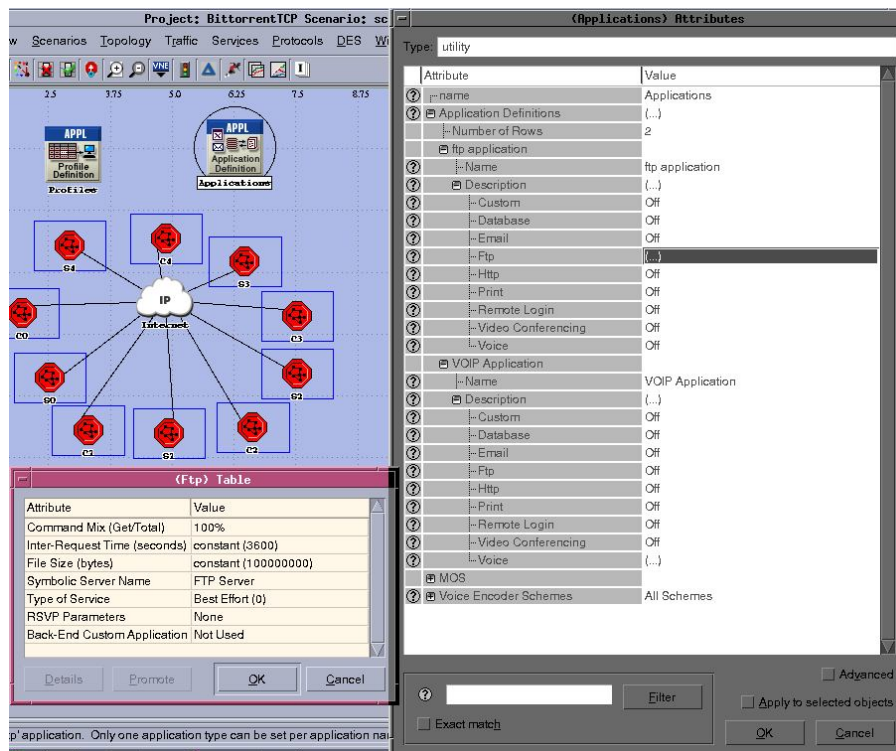 Project: BittorrentTCP Scenario: sc
w Scenarios Topology Traffic Services Protocols DES Wi
VNE
2.5 3.75 5.0 6.25 7.5 8.75
APPL
Profile
Definition
Profiles
APPL
Application
Definition
Applications
S4
C4
S3
IP
Internet
C0
C3
S0
S2
C1
S1
C2
(Ftp) Table
Attribute Value
Command Mix (Get/Total) 100%
Inter-Request Time (seconds) constant (3600)
File Size (bytes) constant (100000000)
Symbolic Server Name FTP Server
Type of Service Best Effort (0)
RSVP Parameters None
Back-End Custom Application Not Used
Details Promote OK Cancel
p' application. Only one application type can be set per application na
(Applications) Attributes
Type: utility
Attribute Value
name Applications
Application Definitions (...)
Number of Rows 2
ftp application
Name ftp application
Description (...)
Custom Off
Database Off
Email Off
Ftp (...)
Http Off
Print Off
Remote Login Off
Video Conferencing Off
Voice Off
VOIP Application
Name VOIP Application
Description (...)
Custom Off
Database Off
Email Off
Ftp Off
Http Off
Print Off
Remote Login Off
Video Conferencing Off
Voice (...)
MOS
Voice Encoder Schemes All Schemes
Advanced
Filter
Apply to selected objects
Exact match
OK Cancel